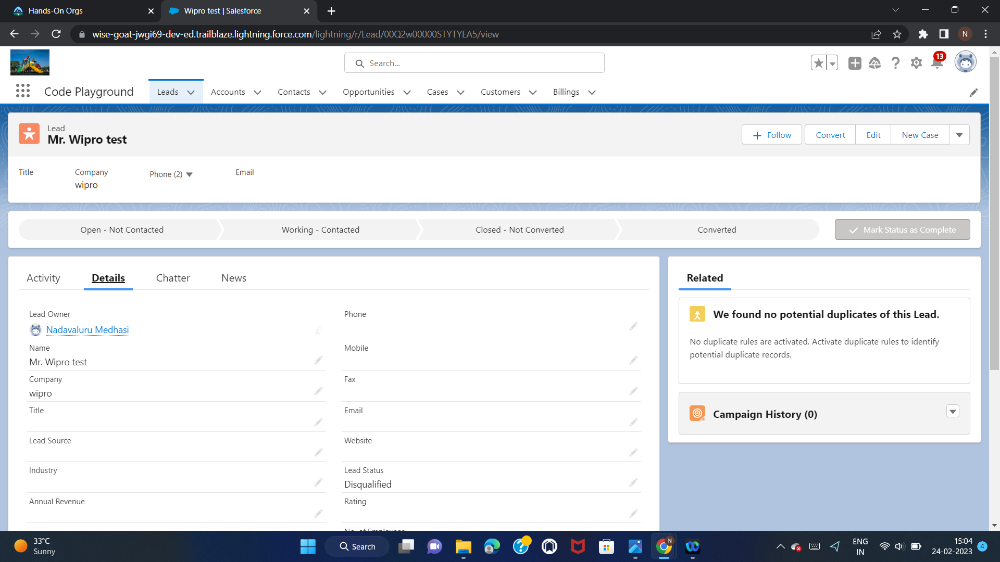 Hands-On Orgs
Wipro test | Salesforce
wise-goat-jwgi69-dev-ed.trailblaze.lightning.force.com/lightning/r/Lead/00Q2w00000STYTYEA5/view
N
Search...
13
Code Playground
Leads
Accounts
Contacts
Opportunities
Cases
Customers
Billings
Lead
Mr. Wipro test
Follow
Convert
Edit
New Case
Title
Company
Phone (2)
Email
wipro
Open - Not Contacted
Working - Contacted
Closed - Not Converted
Converted
Mark Status as Complete
Activity
Details
Chatter
News
Lead Owner
Nadavaluru Medhasi
Name
Mr. Wipro test
Company
wipro
Title
Lead Source
Industry
Annual Revenue
Phone
Mobile
Fax
Email
Website
Lead Status
Disqualified
Rating
No. of Employees
Related
We found no potential duplicates of this Lead.
No duplicate rules are activated. Activate duplicate rules to identify
potential duplicate records.
Campaign History (0)
33°C
Sunny
Search
N
ENG
IN
15:04
24-02-2023
4